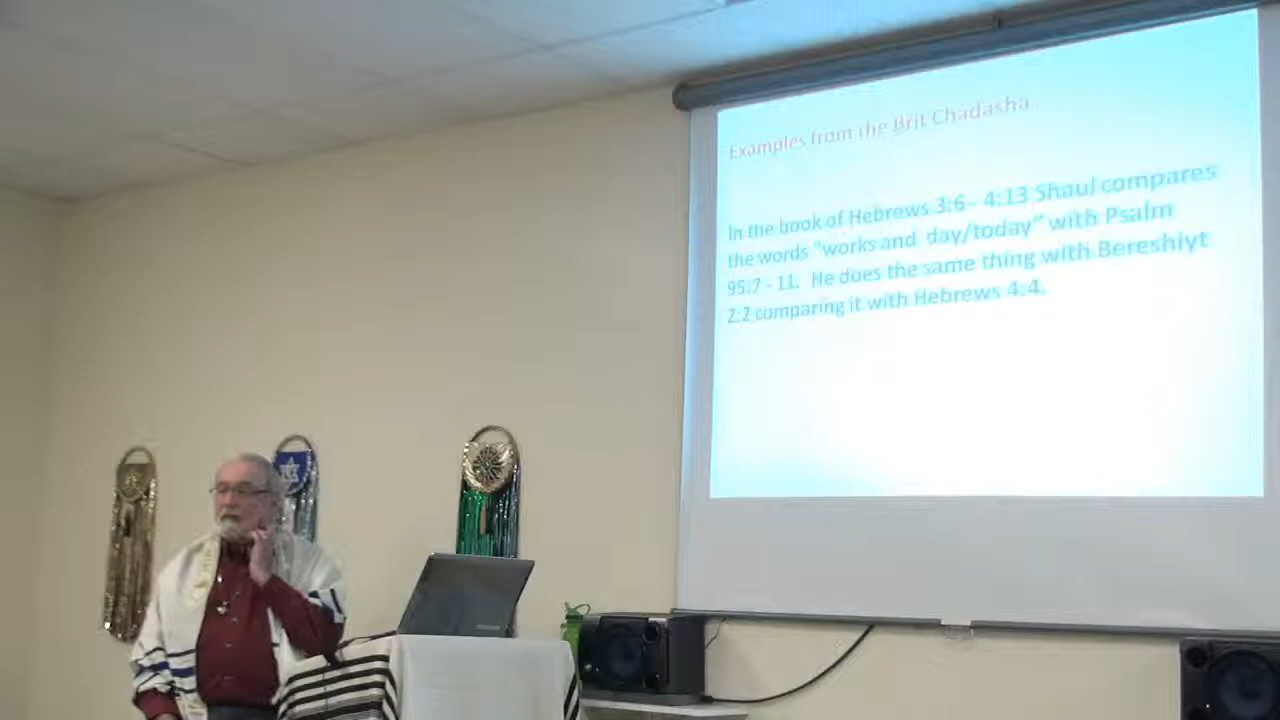 Examples from the Brit Chadasha
In the book of Hebrews 3:6 - 4:13 Shaul compares
the words "works and day/today" with Psalm
95:7 - 11. He does the same thing with Bereshiyt
2:2 comparing it with Hebrews 4:4.